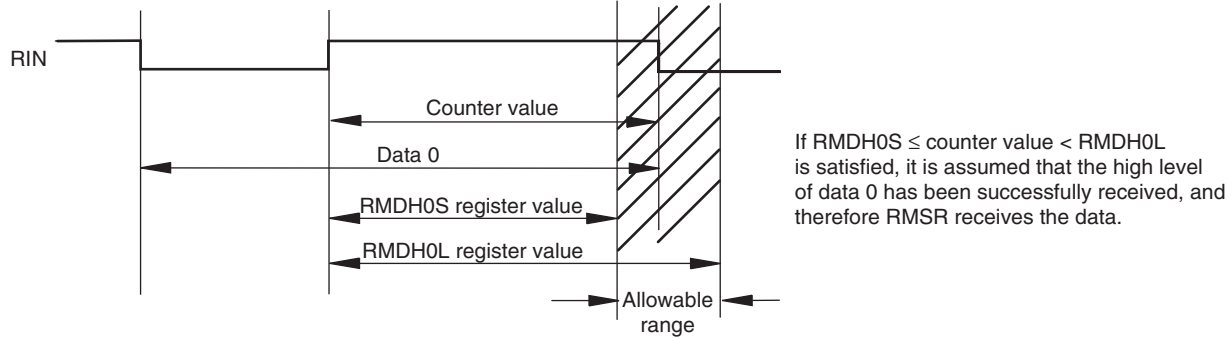 RIN
Counter value
Data 0
RMDH0S register value
RMDH0L register value
Allowable
range
If RMDH0S ≤ counter value < RMDH0L
is satisfied, it is assumed that the high level
of data 0 has been successfully received, and
therefore RMSR receives the data.